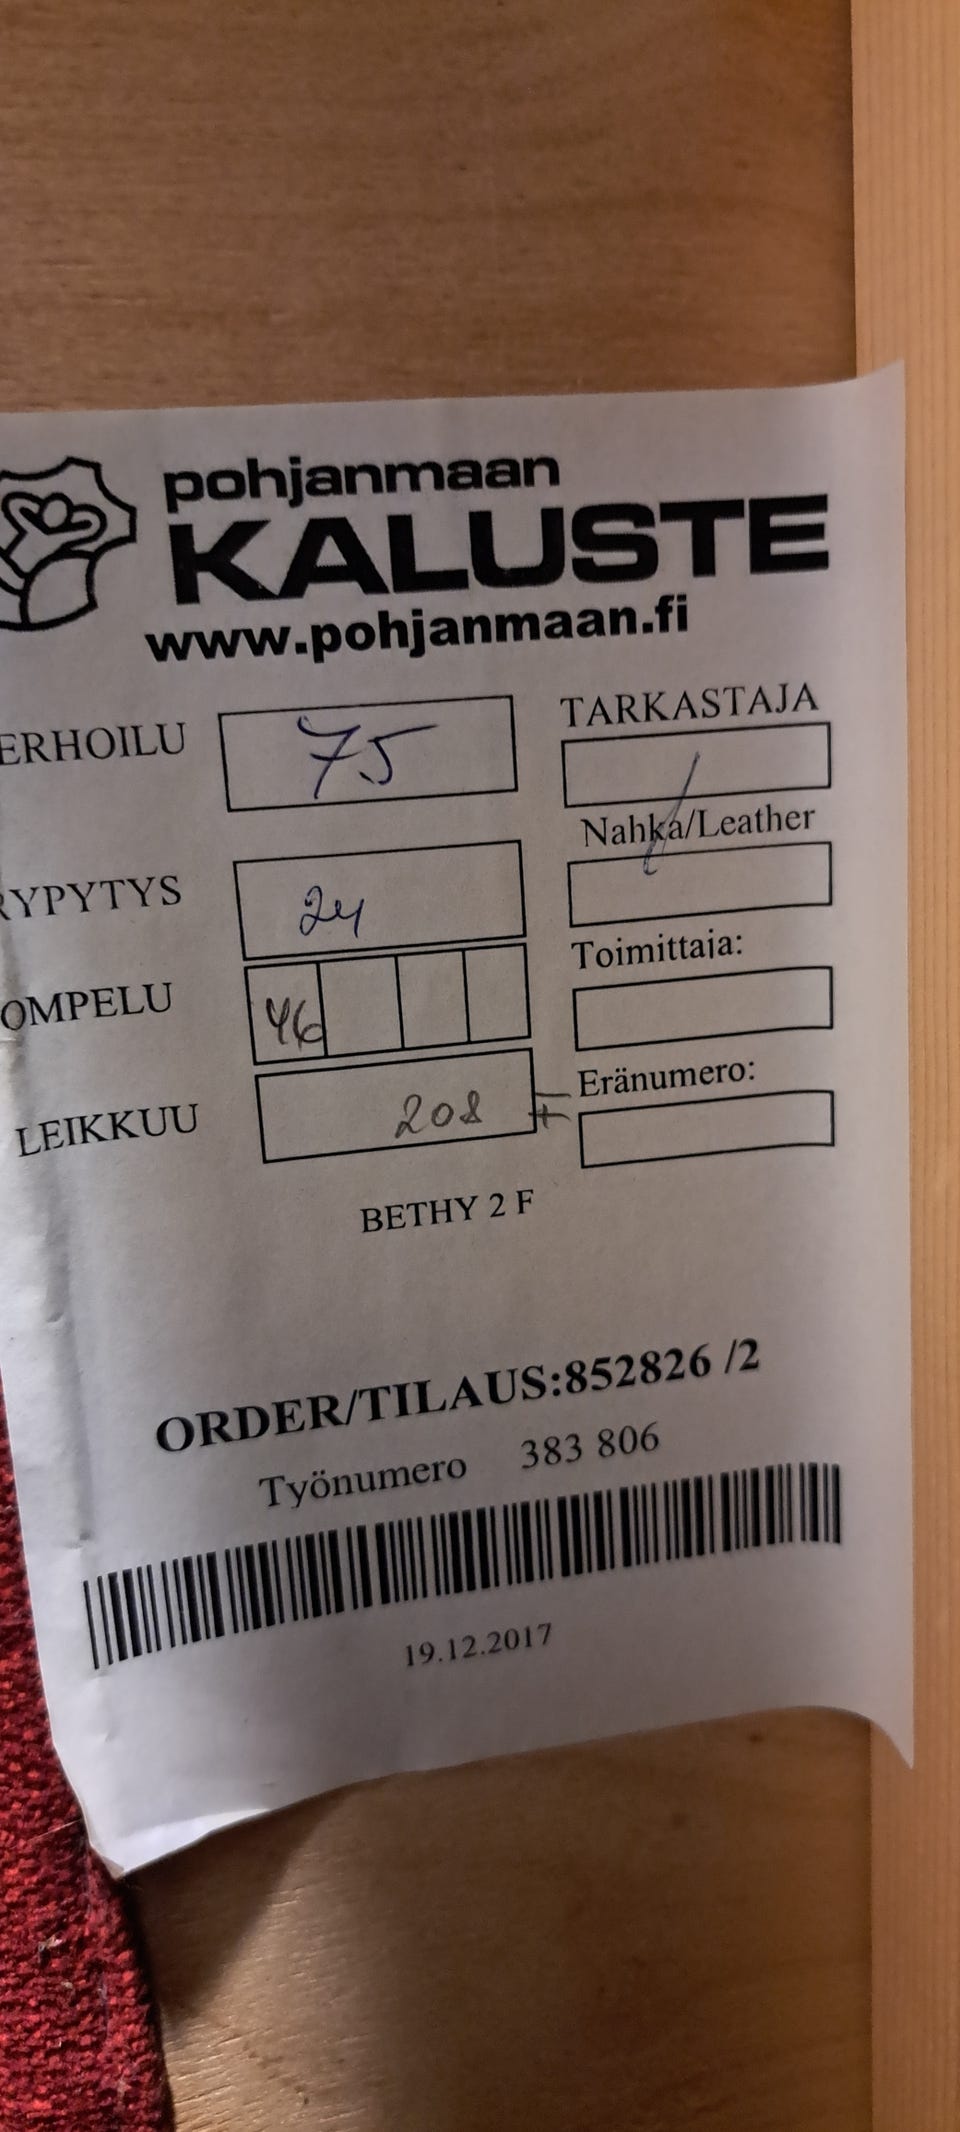 pohjanmaan
KALUSTE
www.pohjanmaan.fi
ERHOILU 75 TARKASTAJA
Nahka/Leather
RYPYTYS 24
Toimittaja:
OMPELU 46
Eränumero:
LEIKKUU 208
BETHY 2 F
ORDER/TILAUS:852826 /2
Työnumero 383 806
19.12.2017